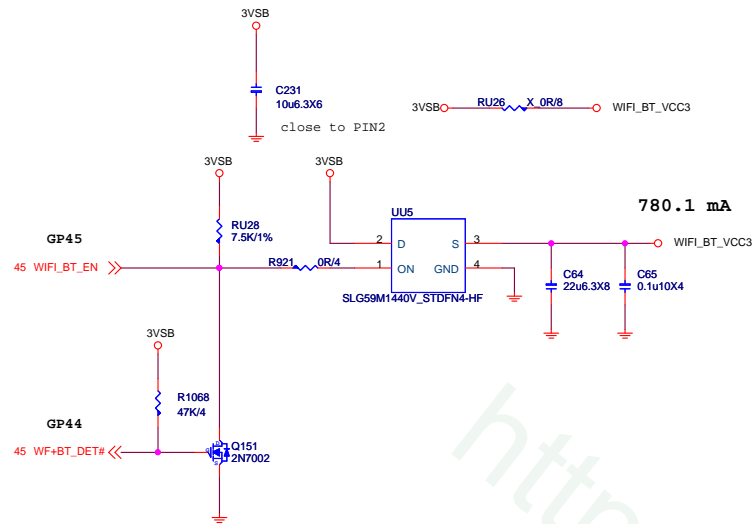 3VSB
C231
10u6.3X6
close to PIN2
3VSB
RU26
X_0R/8
WIFI_BT_VCC3
3VSB
3VSB
RU28
7.5K/1%
UU5
780.1 mA
GP45
45 WIFI_BT_EN
R921
0R/4
2
D
S
3
1
ON
GND
4
SLG59M1440V_STDFN4-HF
WIFI_BT_VCC3
C64
22u6.3X8
C65
0.1u10X4
3VSB
R1068
47K/4
GP44
45 WF+BT_DET#
G
D
S
Q151
2N7002
http